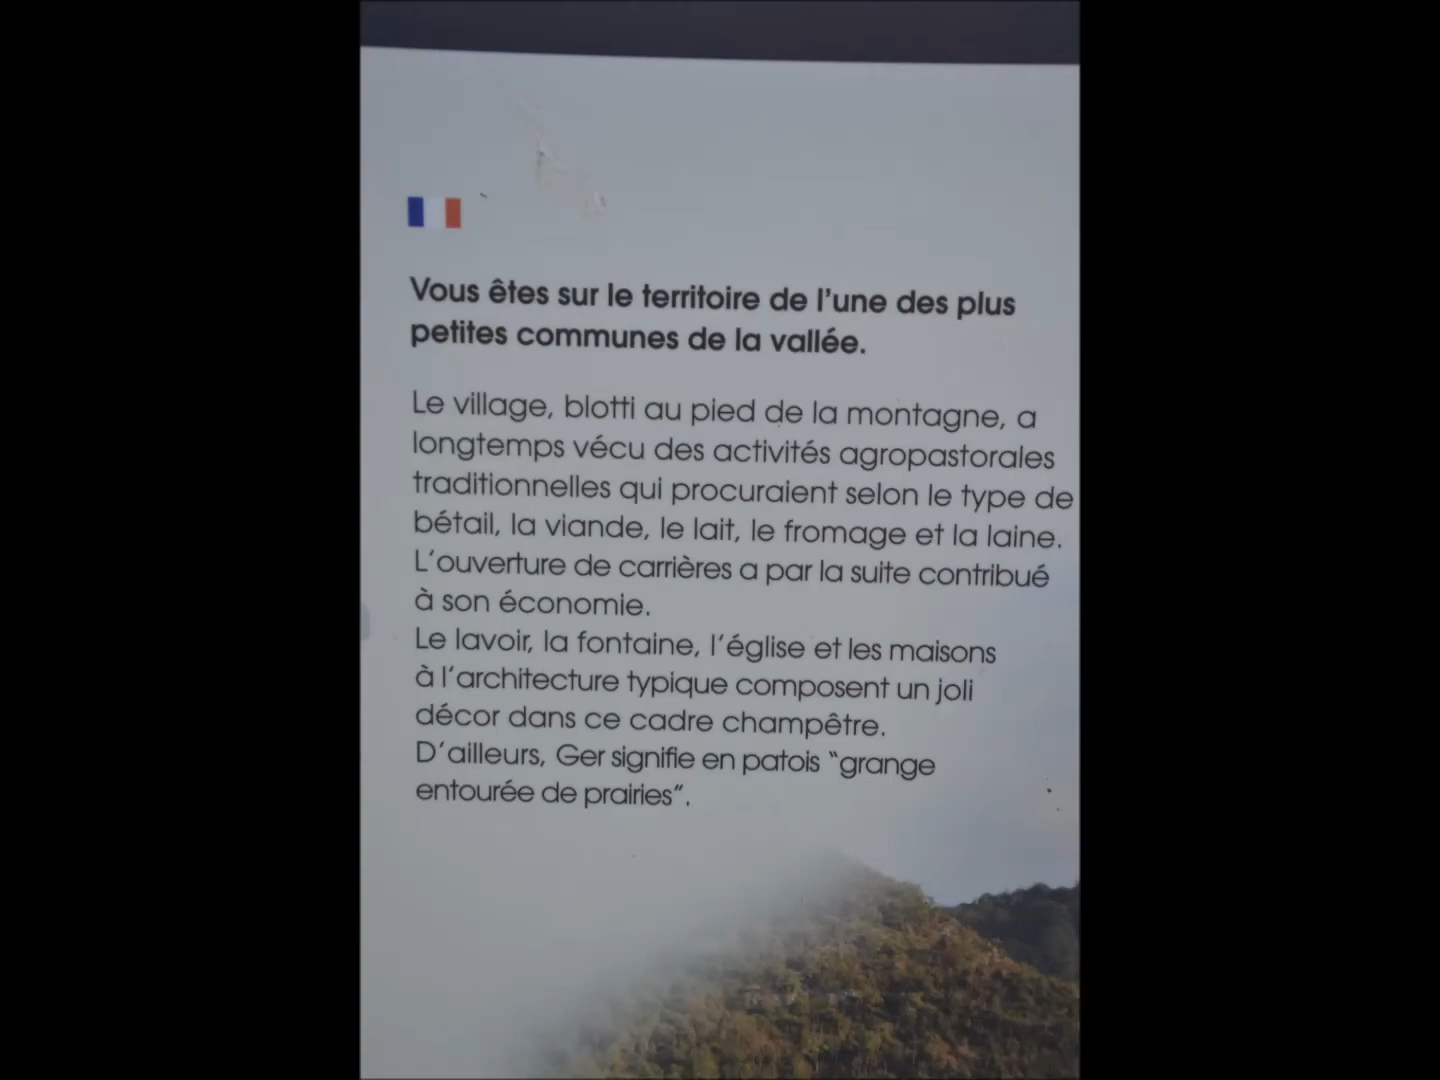 Vous êtes sur le territoire de l'une des plus
petites communes de la vallée.
Le village, blotti au pied de la montagne, a
longtemps vécu des activités agropastorales
traditionnelles qui procuraient selon le type de
bétail, la viande, le lait, le fromage et la laine.
L'ouverture de carrières a par la suite contribué
à son économie.
Le lavoir, la fontaine, l'église et les maisons
à l'architecture typique composent un joli
décor dans ce cadre champêtre.
D'ailleurs, Ger signifie en patois "grange
entourée de prairies".